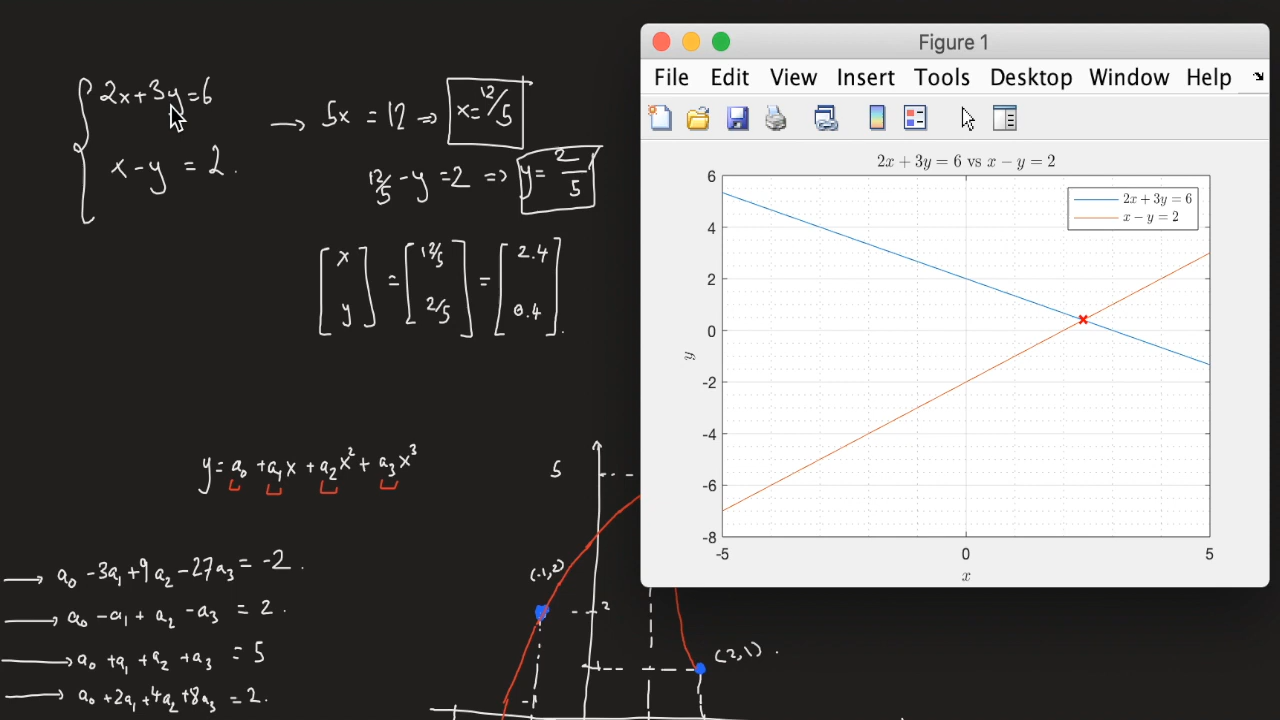 2x+3y=6
x-y = 2.
→ 5x = 12 ⇒ x=12/5
12/5 - y = 2 ⇒ y= 2/5
[x y] = [12/5 2/5] = [2.4 0.4].
y= a₀ + a₁x + a₂x² + a₃x³
→ a₀ - 3a₁ + 9a₂ - 27a₃ = -2.
→ a₀ - a₁ + a₂ - a₃ = 2.
→ a₀ + a₁ + a₂ + a₃ = 5
→ a₀ + 2a₁ + 4a₂ + 8a₃ = 2.
5
(-1,2)
2
(2,1).
Figure 1
File Edit View Insert Tools Desktop Window Help
2x + 3y = 6 vs x − y = 2
2x + 3y = 6
x − y = 2
6
4
2
0
-2
-4
-6
-8
-5 0 5
y
x